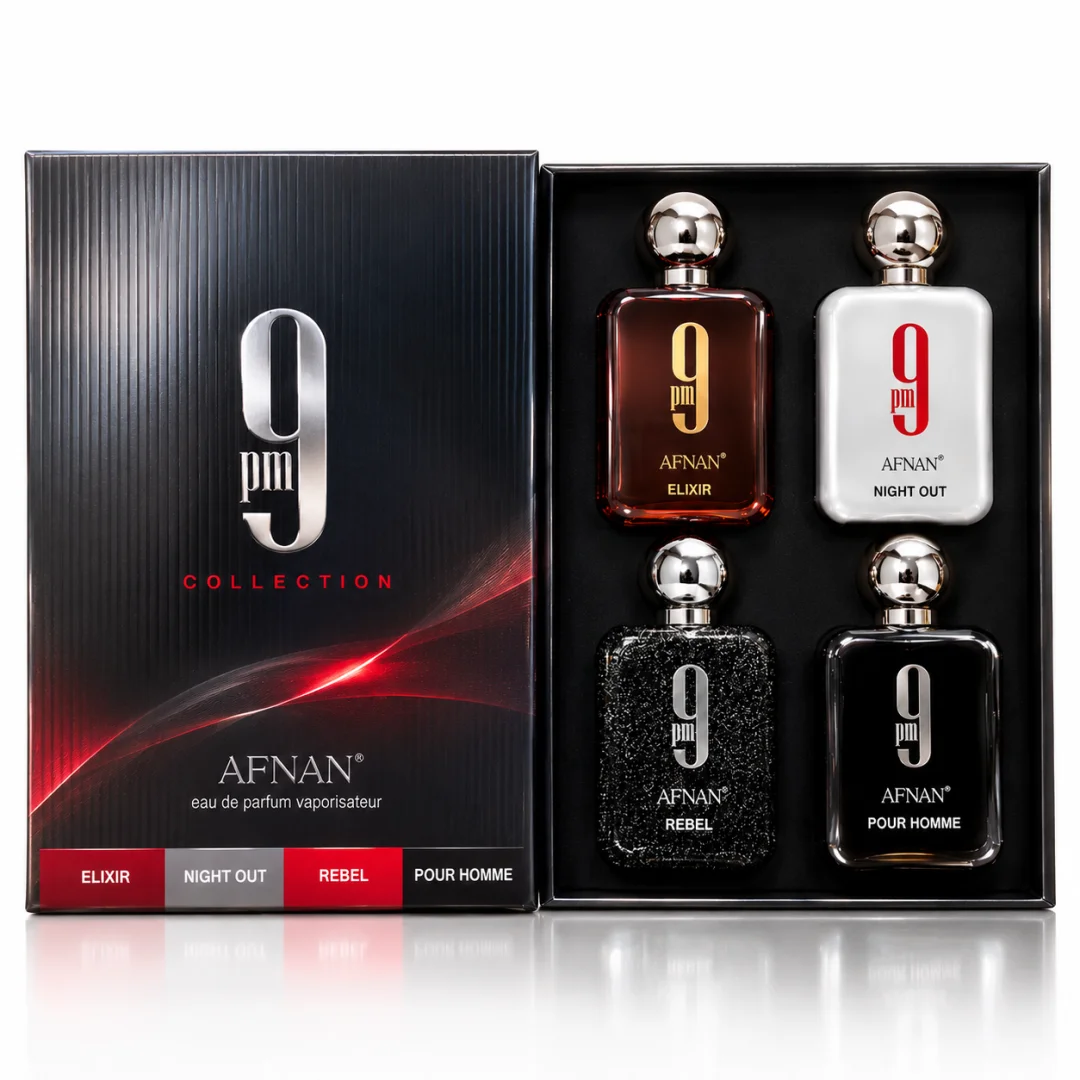 9
pm
COLLECTION
AFNAN®
eau de parfum vaporisateur
ELIXIR
NIGHT OUT
REBEL
POUR HOMME
9
pm
AFNAN®
ELIXIR
9
pm
AFNAN®
NIGHT OUT
9
pm
AFNAN®
REBEL
9
pm
AFNAN®
POUR HOMME